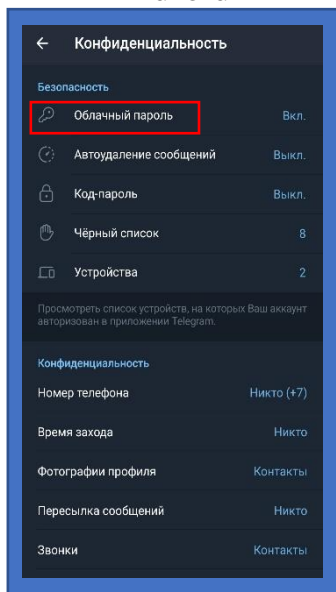 Конфиденциальность
Безопасность
Облачный пароль Вкл.
Автоудаление сообщений Выкл.
Код-пароль Выкл.
Чёрный список 8
Устройства 2
Просмотреть список устройств, на которых Ваш аккаунт
авторизован в приложении Telegram.
Конфиденциальность
Номер телефона Никто (+7)
Время захода Никто
Фотографии профиля Контакты
Пересылка сообщений Никто
Звонки Контакты